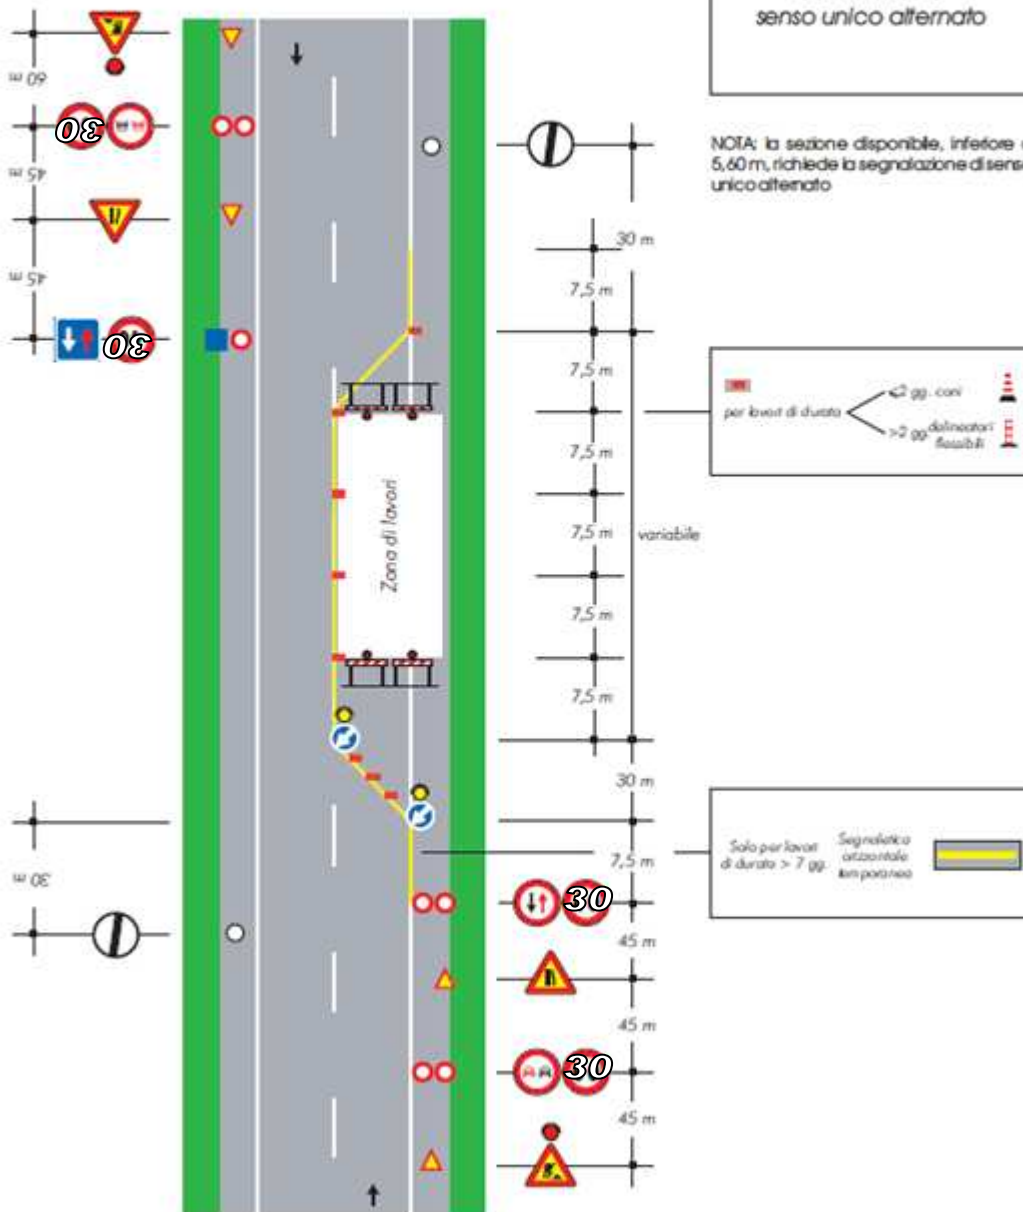 senso unico alternato
NOTA: la sezione disponibile, inferiore a
5,60 m, richiede la segnalazione di senso
unico alternato
60 m
30
45 m
45 m
30
30 m
7,5 m
7,5 m
7,5 m
7,5 m
7,5 m
7,5 m
variabile
Zona di lavori
per lavori di durata
<2 gg. coni
>2 gg. delineatori
flessibili
30 m
7,5 m
Solo per lavori
di durata > 7 gg.
Segnaletica
orizzontale
temporanea
30 m
30
45 m
45 m
30
45 m